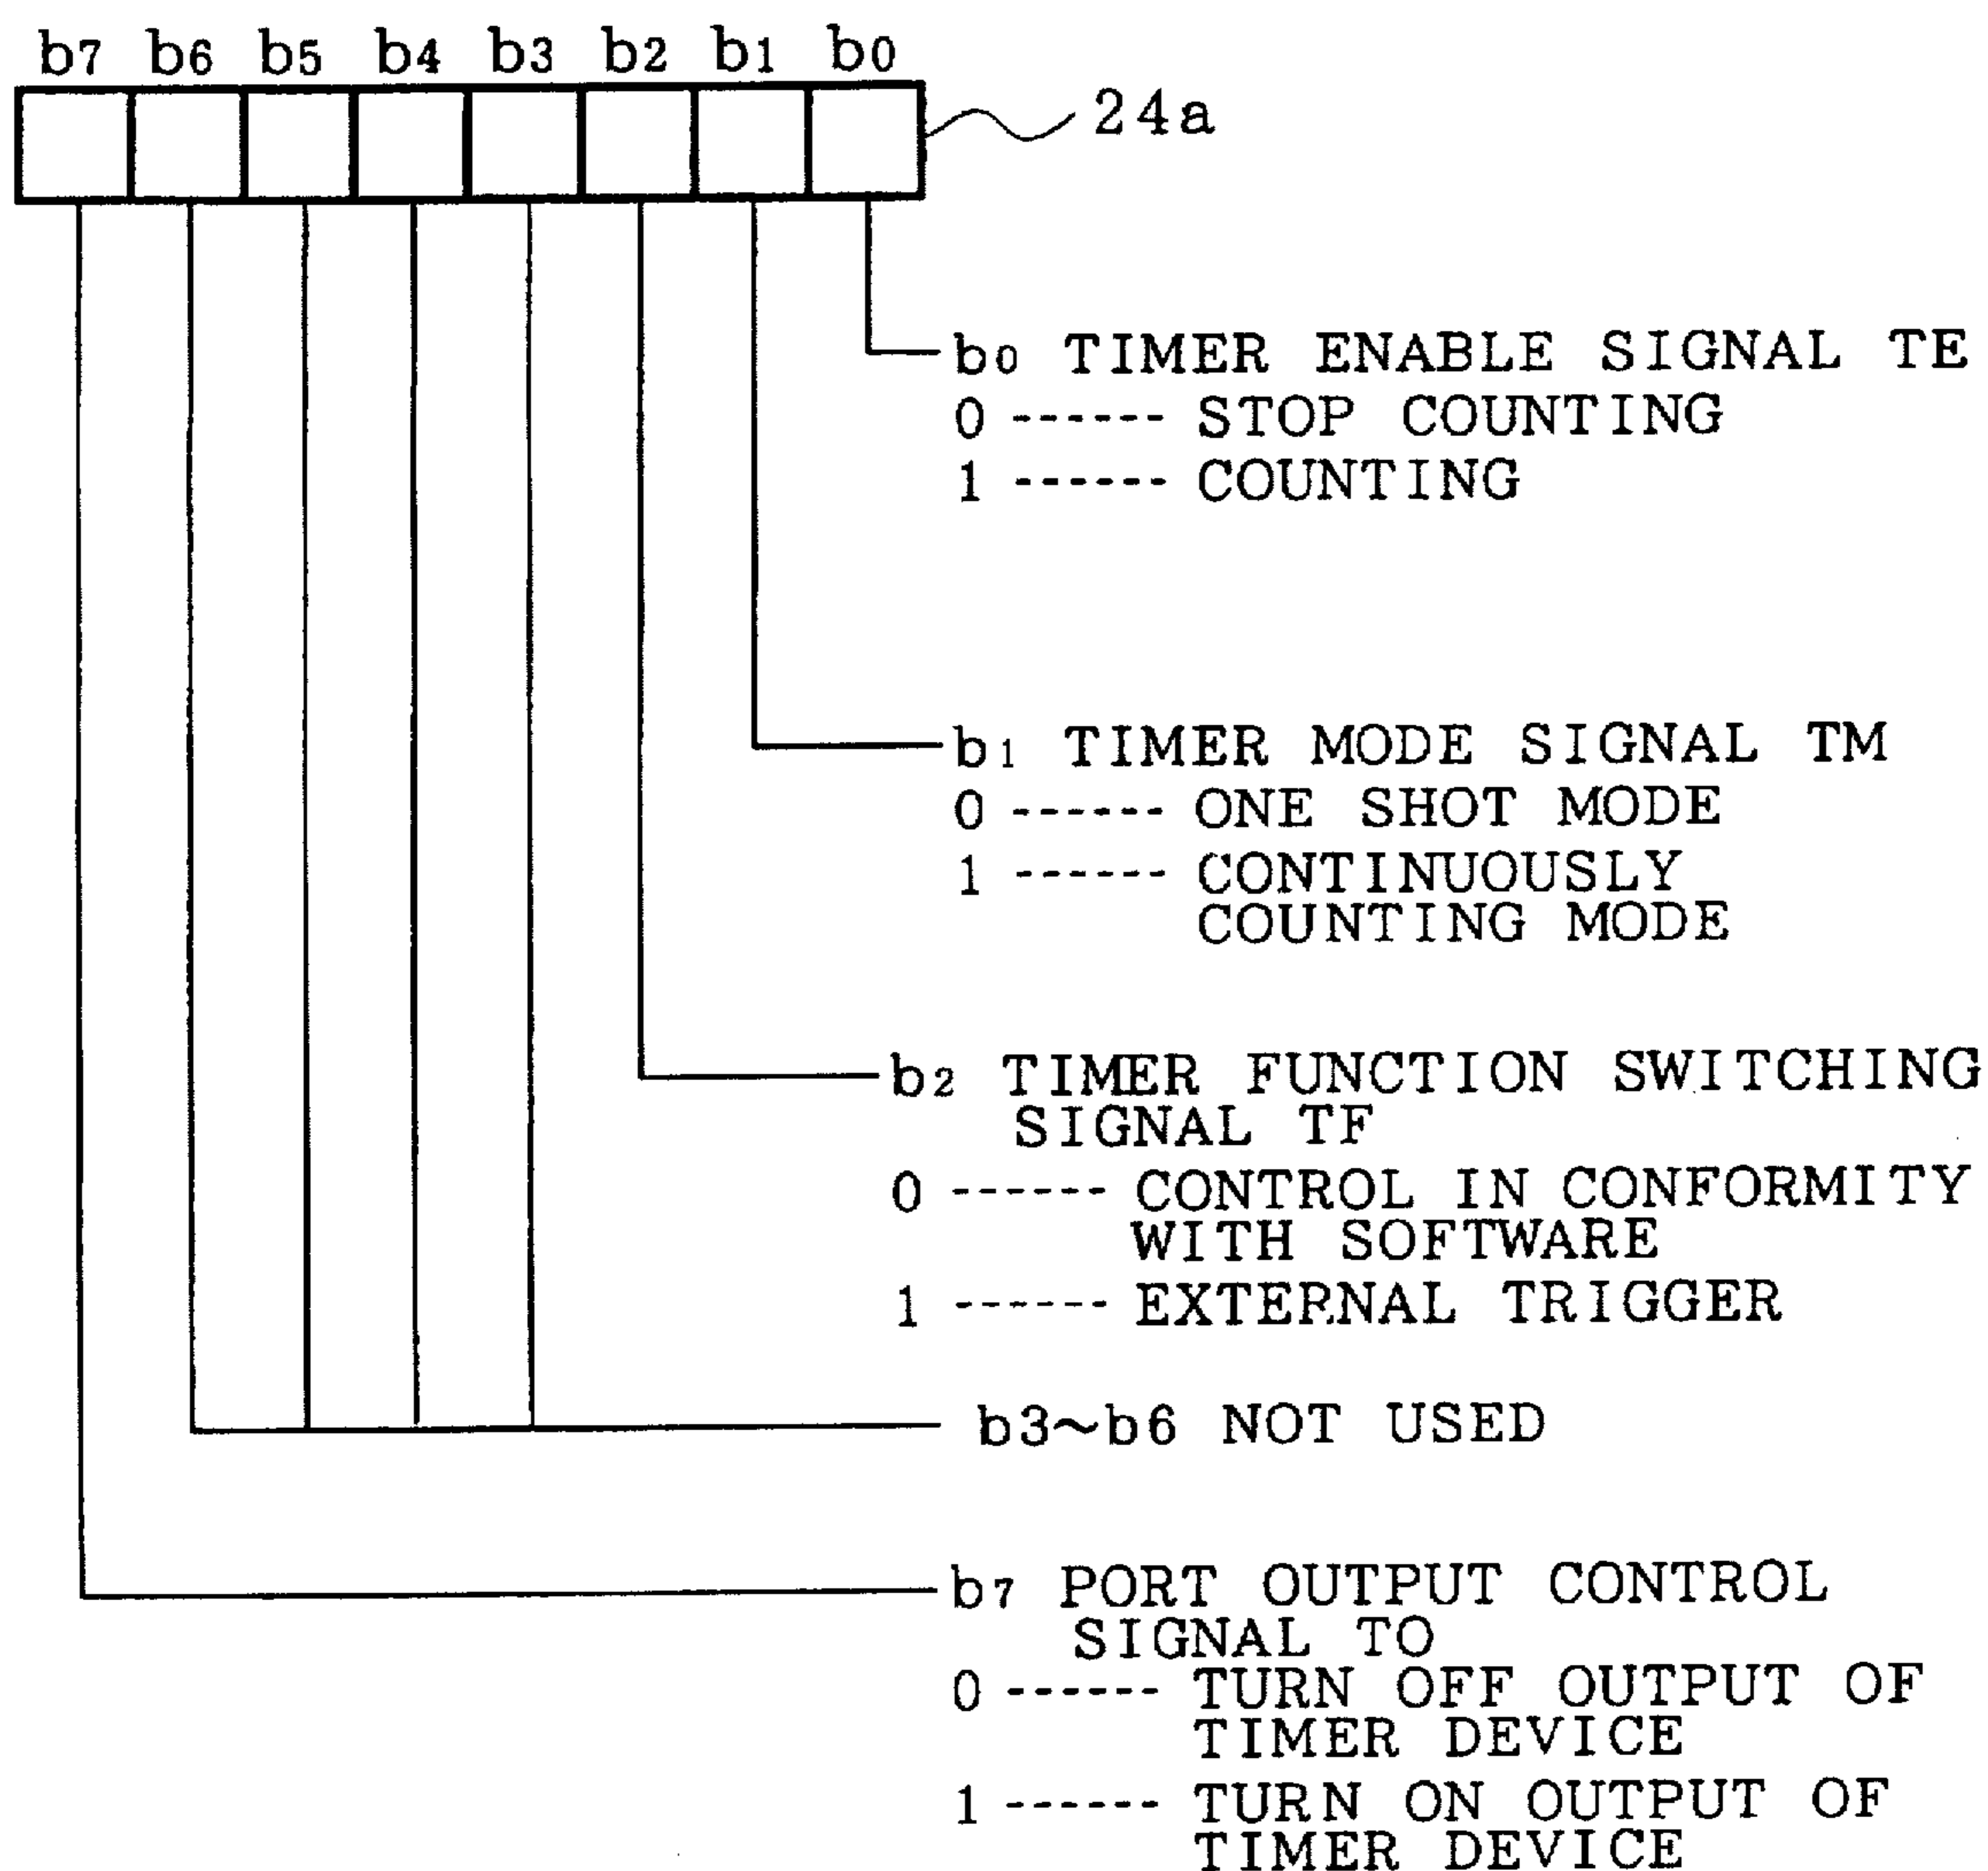 b7 b6 b5 b4 b3 b2 b1 b0
24a
b0 TIMER ENABLE SIGNAL TE
0 ------ STOP COUNTING
1 ------ COUNTING
b1 TIMER MODE SIGNAL TM
0 ------ ONE SHOT MODE
1 ------ CONTINUOUSLY
COUNTING MODE
b2 TIMER FUNCTION SWITCHING
SIGNAL TF
0 ------ CONTROL IN CONFORMITY
WITH SOFTWARE
1 ------ EXTERNAL TRIGGER
b3~b6 NOT USED
b7 PORT OUTPUT CONTROL
SIGNAL TO
0 ------ TURN OFF OUTPUT OF
TIMER DEVICE
1 ------ TURN ON OUTPUT OF
TIMER DEVICE